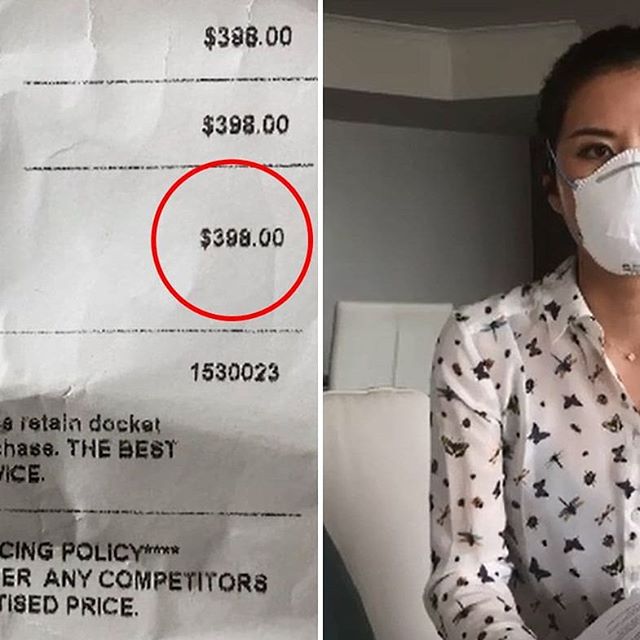 $398.00
$398.00
$398.00
1530023
e retain docket
chase. THE BEST
VICE.
CING POLICY****
ER ANY COMPETITORS
TISED PRICE.